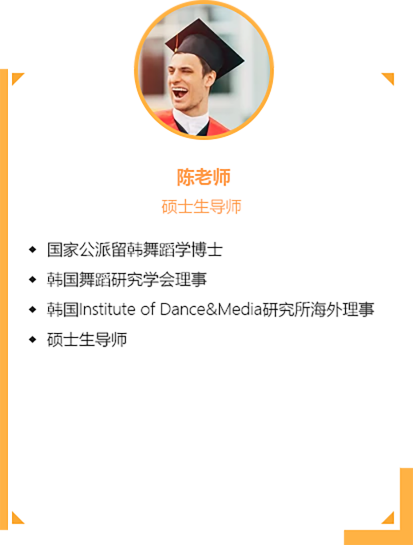 陈老师
硕士生导师
国家公派留韩舞蹈学博士
韩国舞蹈研究学会理事
韩国Institute of Dance&Media研究所海外理事
硕士生导师